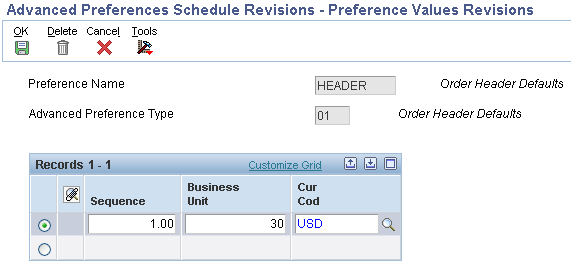 Advanced Preferences Schedule Revisions - Preference Values Revisions
OK Delete Cancel Tools
Preference Name HEADER Order Header Defaults
Advanced Preference Type 01 Order Header Defaults
Records 1 - 1 Customize Grid
Sequence Business Unit Cur Cod
1.00 30 USD